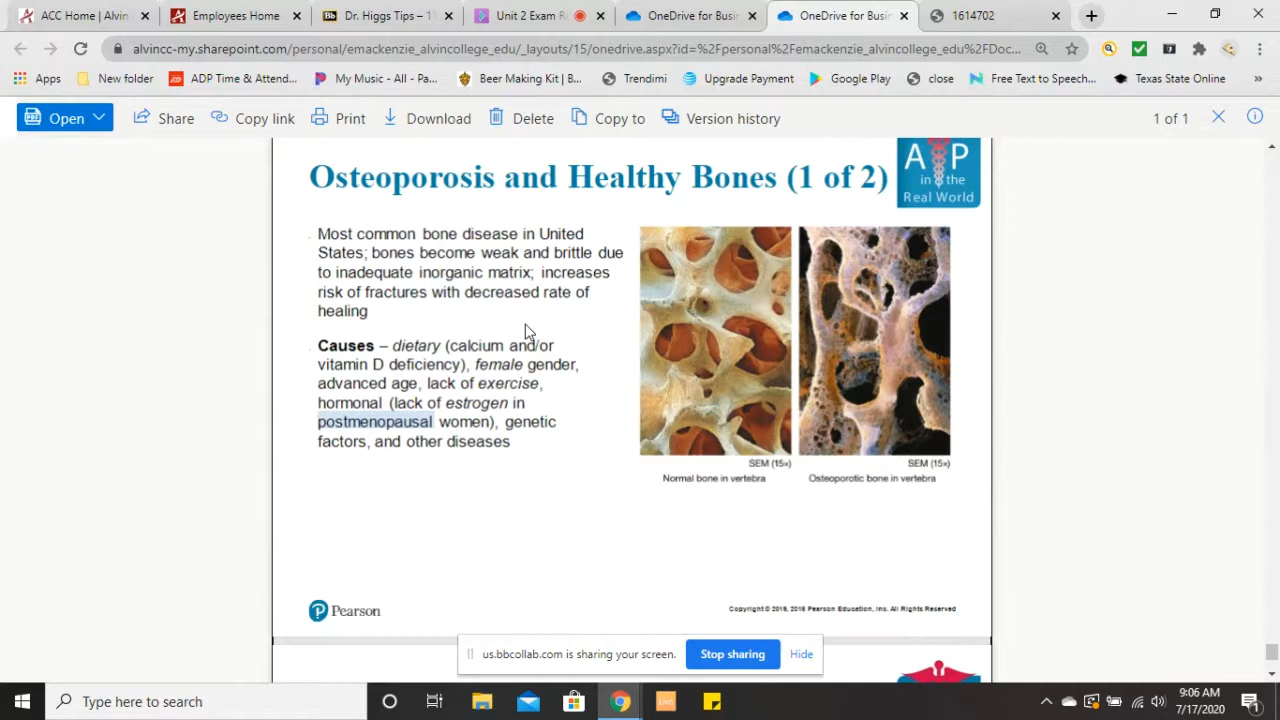 ACC Home | Alvin
Employees Home
Dr. Higgs Tips – 1
Unit 2 Exam R
OneDrive for Busi
OneDrive for Busi
1614702
alvincc-my.sharepoint.com/personal/emackenzie_alvincollege_edu/_layouts/15/onedrive.aspx?id=%2Fpersonal%2Femackenzie_alvincollege_edu%2FDoc...
Apps
New folder
ADP Time & Attend...
My Music - All - Pa...
Beer Making Kit | B...
Trendimi
Upgrade Payment
Google Play
close
Free Text to Speech...
Texas State Online
Open
Share
Copy link
Print
Download
Delete
Copy to
Version history
1 of 1
Osteoporosis and Healthy Bones (1 of 2)
A P
in the
Real World
Most common bone disease in United
States; bones become weak and brittle due
to inadequate inorganic matrix; increases
risk of fractures with decreased rate of
healing
Causes – dietary (calcium and/or
vitamin D deficiency), female gender,
advanced age, lack of exercise,
hormonal (lack of estrogen in
postmenopausal women), genetic
factors, and other diseases
SEM (15×)
Normal bone in vertebra
SEM (15×)
Osteoporotic bone in vertebra
Pearson
Education, Inc. All Rights Reserved
us.bbcollab.com is sharing your screen.
Stop sharing
Hide
Type here to search
9:06 AM
7/17/2020